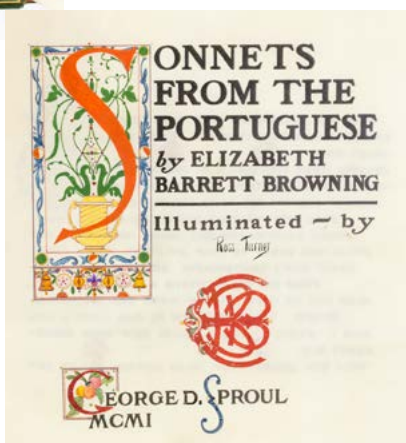 SONNETS
FROM THE
PORTUGUESE
by ELIZABETH
BARRETT BROWNING
Illuminated ~ by
Ross Turner
GEORGE D. SPROUL
MCMI